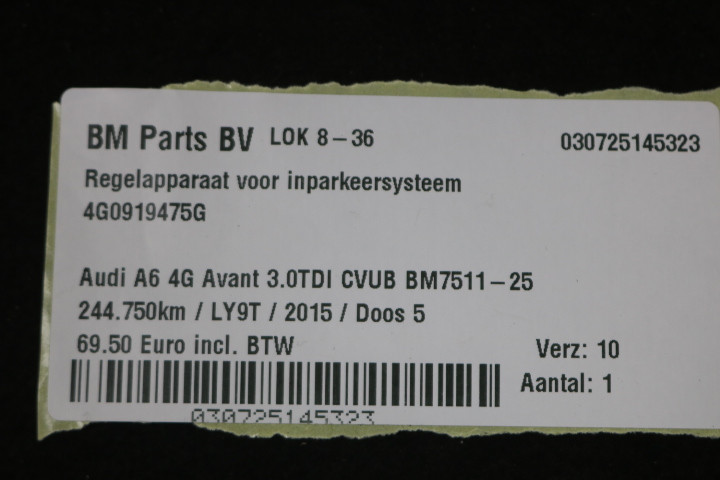 BM Parts BV LOK 8-36 030725145323
Regelapparaat voor inparkeersysteem
4G0919475G
Audi A6 4G Avant 3.0TDI CVUB BM7511-25
244.750km / LY9T / 2015 / Doos 5
69.50 Euro incl. BTW Verz: 10
Aantal: 1
030725145323